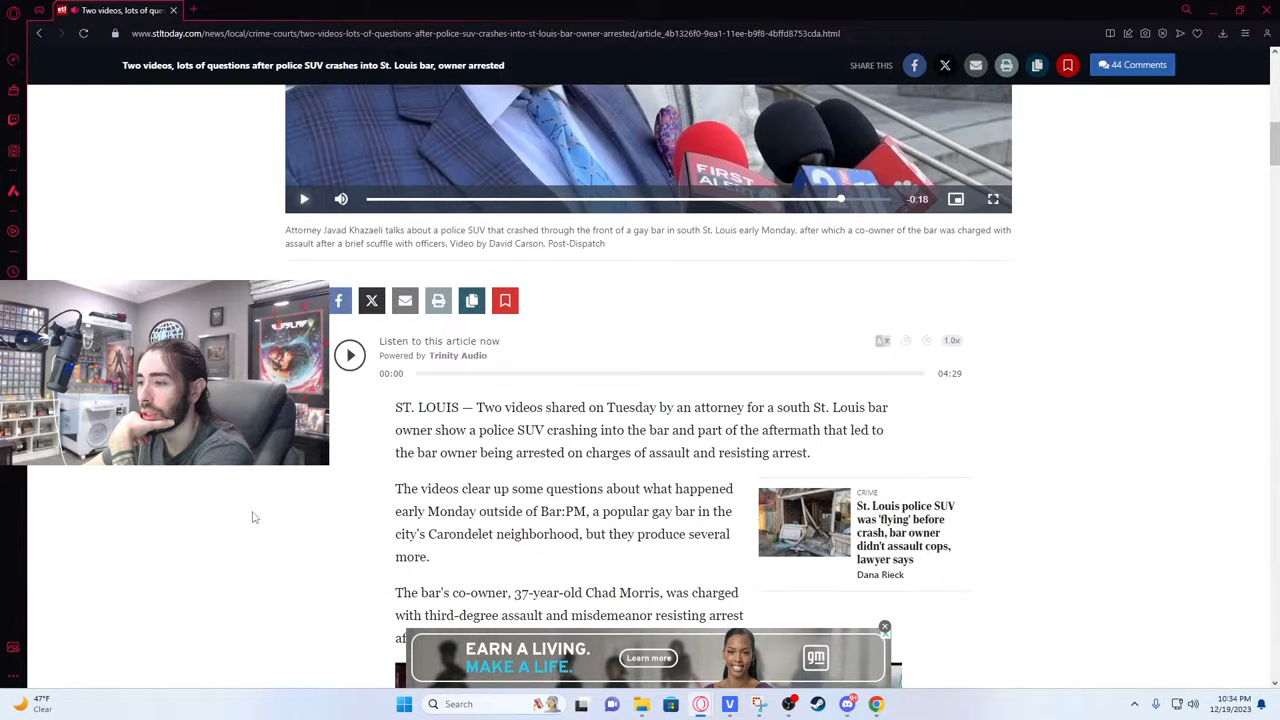 Two videos, lots of ques
www.stltoday.com/news/local/crime-courts/two-videos-lots-of-questions-after-police-suv-crashes-into-st-louis-bar-owner-arrested/article_4b1326f0-9ea1-11ee-b9f8-4bffd8753cda.html
Two videos, lots of questions after police SUV crashes into St. Louis bar, owner arrested
SHARE THIS
44 Comments
FIRST
ALERT
-0:18
Attorney Javad Khazaeli talks about a police SUV that crashed through the front of a gay bar in south St. Louis early Monday, after which a co-owner of the bar was charged with
assault after a brief scuffle with officers. Video by David Carson, Post-Dispatch
Listen to this article now
Powered by Trinity Audio
1.0x
00:00
04:29
ST. LOUIS — Two videos shared on Tuesday by an attorney for a south St. Louis bar
owner show a police SUV crashing into the bar and part of the aftermath that led to
the bar owner being arrested on charges of assault and resisting arrest.
The videos clear up some questions about what happened
early Monday outside of Bar:PM, a popular gay bar in the
city's Carondelet neighborhood, but they produce several
more.
CRIME
St. Louis police SUV
was 'flying' before
crash, bar owner
didn't assault cops,
lawyer says
Dana Rieck
The bar's co-owner, 37-year-old Chad Morris, was charged
with third-degree assault and misdemeanor resisting arrest
EARN A LIVING.
MAKE A LIFE.
Learn more
gm
47°F
Clear
Search
10:34 PM
12/19/2023